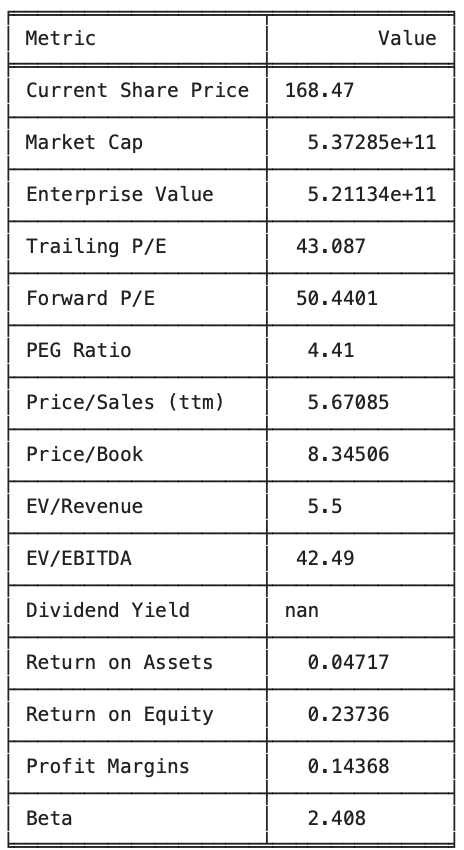 Metric Value
Current Share Price 168.47
Market Cap 5.37285e+11
Enterprise Value 5.21134e+11
Trailing P/E 43.087
Forward P/E 50.4401
PEG Ratio 4.41
Price/Sales (ttm) 5.67085
Price/Book 8.34506
EV/Revenue 5.5
EV/EBITDA 42.49
Dividend Yield nan
Return on Assets 0.04717
Return on Equity 0.23736
Profit Margins 0.14368
Beta 2.408